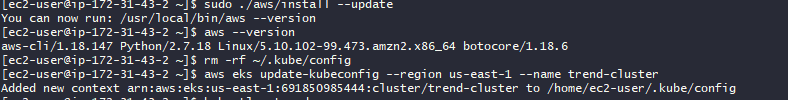 [ec2-user@ip-172-31-43-2 ~]$ sudo ./aws/install --update
You can now run: /usr/local/bin/aws --version
[ec2-user@ip-172-31-43-2 ~]$ aws --version
aws-cli/1.18.147 Python/2.7.18 Linux/5.10.102-99.473.amzn2.x86_64 botocore/1.18.6
[ec2-user@ip-172-31-43-2 ~]$ rm -rf ~/.kube/config
[ec2-user@ip-172-31-43-2 ~]$ aws eks update-kubeconfig --region us-east-1 --name trend-cluster
Added new context arn:aws:eks:us-east-1:691850985444:cluster/trend-cluster to /home/ec2-user/.kube/config